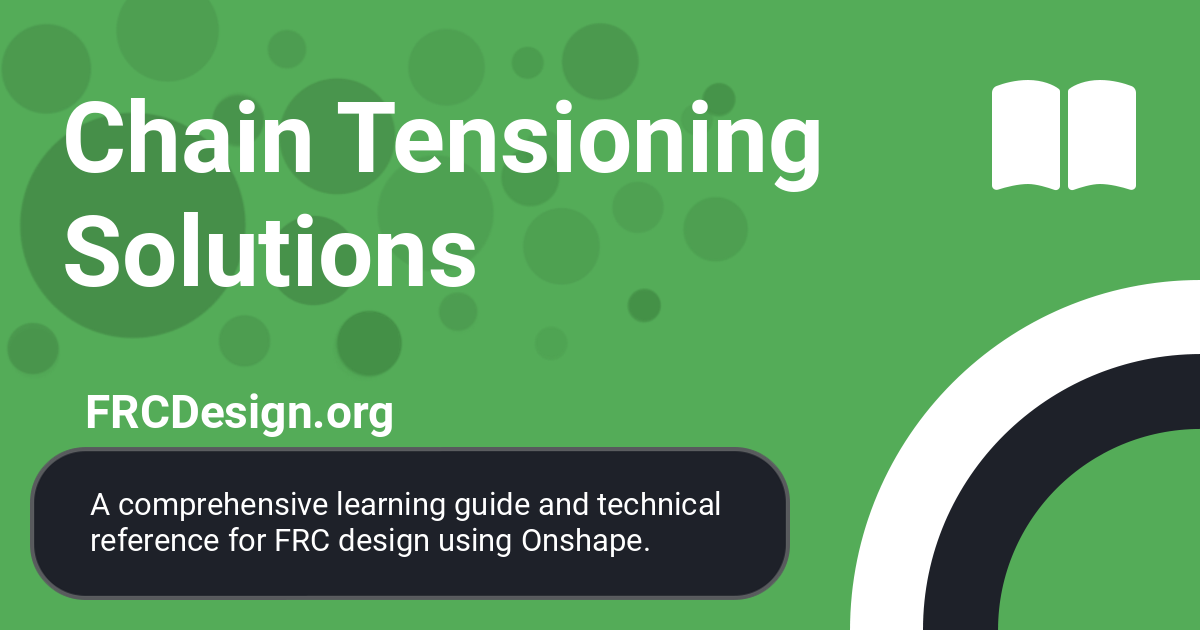 Chain Tensioning
Solutions
FRCDesign.org
A comprehensive learning guide and technical
reference for FRC design using Onshape.